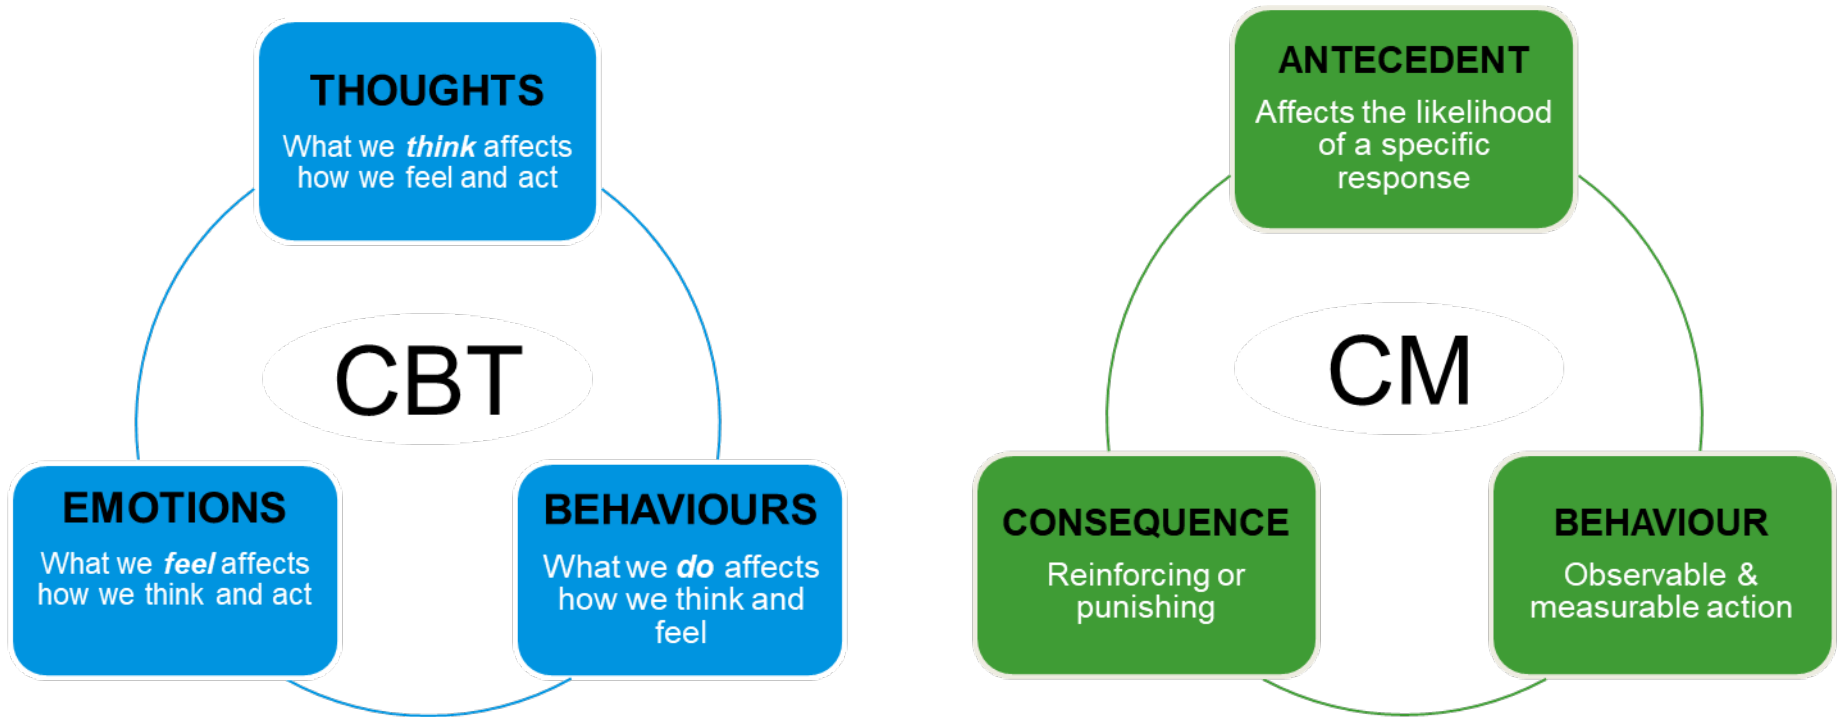 THOUGHTS
What we think affects
how we feel and act
CBT
EMOTIONS
What we feel affects
how we think and act
BEHAVIOURS
What we do affects
how we think and
feel
ANTECEDENT
Affects the likelihood
of a specific
response
CM
CONSEQUENCE
Reinforcing or
punishing
BEHAVIOUR
Observable &
measurable action